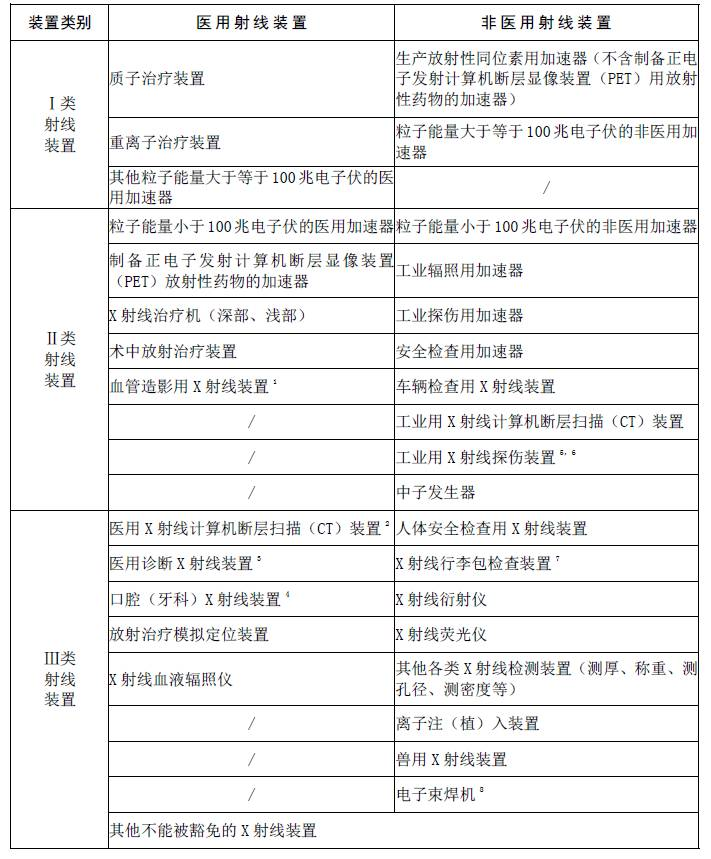 装置类别 医用射线装置 非医用射线装置
Ⅰ类
射线
装置
质子治疗装置
生产放射性同位素用加速器（不含制备正电
子发射计算机断层显像装置（PET）用放射
性药物的加速器）
重离子治疗装置
粒子能量大于等于100兆电子伏的非医用加
速器
其他粒子能量大于等于100兆电子伏的医
用加速器
/
Ⅱ类
射线
装置
粒子能量小于100兆电子伏的医用加速器
粒子能量小于100兆电子伏的非医用加速器
制备正电子发射计算机断层显像装置
（PET）放射性药物的加速器
工业辐照用加速器
X射线治疗机（深部、浅部）
工业探伤用加速器
术中放射治疗装置
安全检查用加速器
血管造影用X射线装置1
车辆检查用X射线装置
/
工业用X射线计算机断层扫描（CT）装置
/
工业用X射线探伤装置5,6
/
中子发生器
Ⅲ类
射线
装置
医用X射线计算机断层扫描（CT）装置2
人体安全检查用X射线装置
医用诊断X射线装置3
X射线行李包检查装置7
口腔（牙科）X射线装置4
X射线衍射仪
放射治疗模拟定位装置
X射线荧光仪
X射线血液辐照仪
其他各类X射线检测装置（测厚、称重、测
孔径、测密度等）
/
离子注（植）入装置
/
兽用X射线装置
/
电子束焊机8
其他不能被豁免的X射线装置